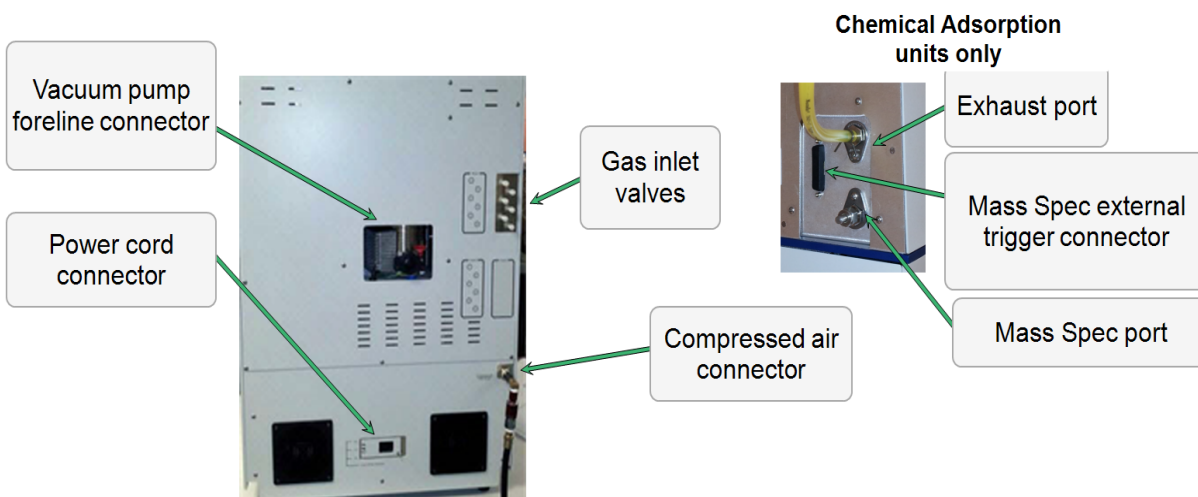 Chemical Adsorption
units only
Vacuum pump
foreline connector
Exhaust port
Gas inlet
valves
Mass Spec external
trigger connector
Power cord
connector
Mass Spec port
Compressed air
connector